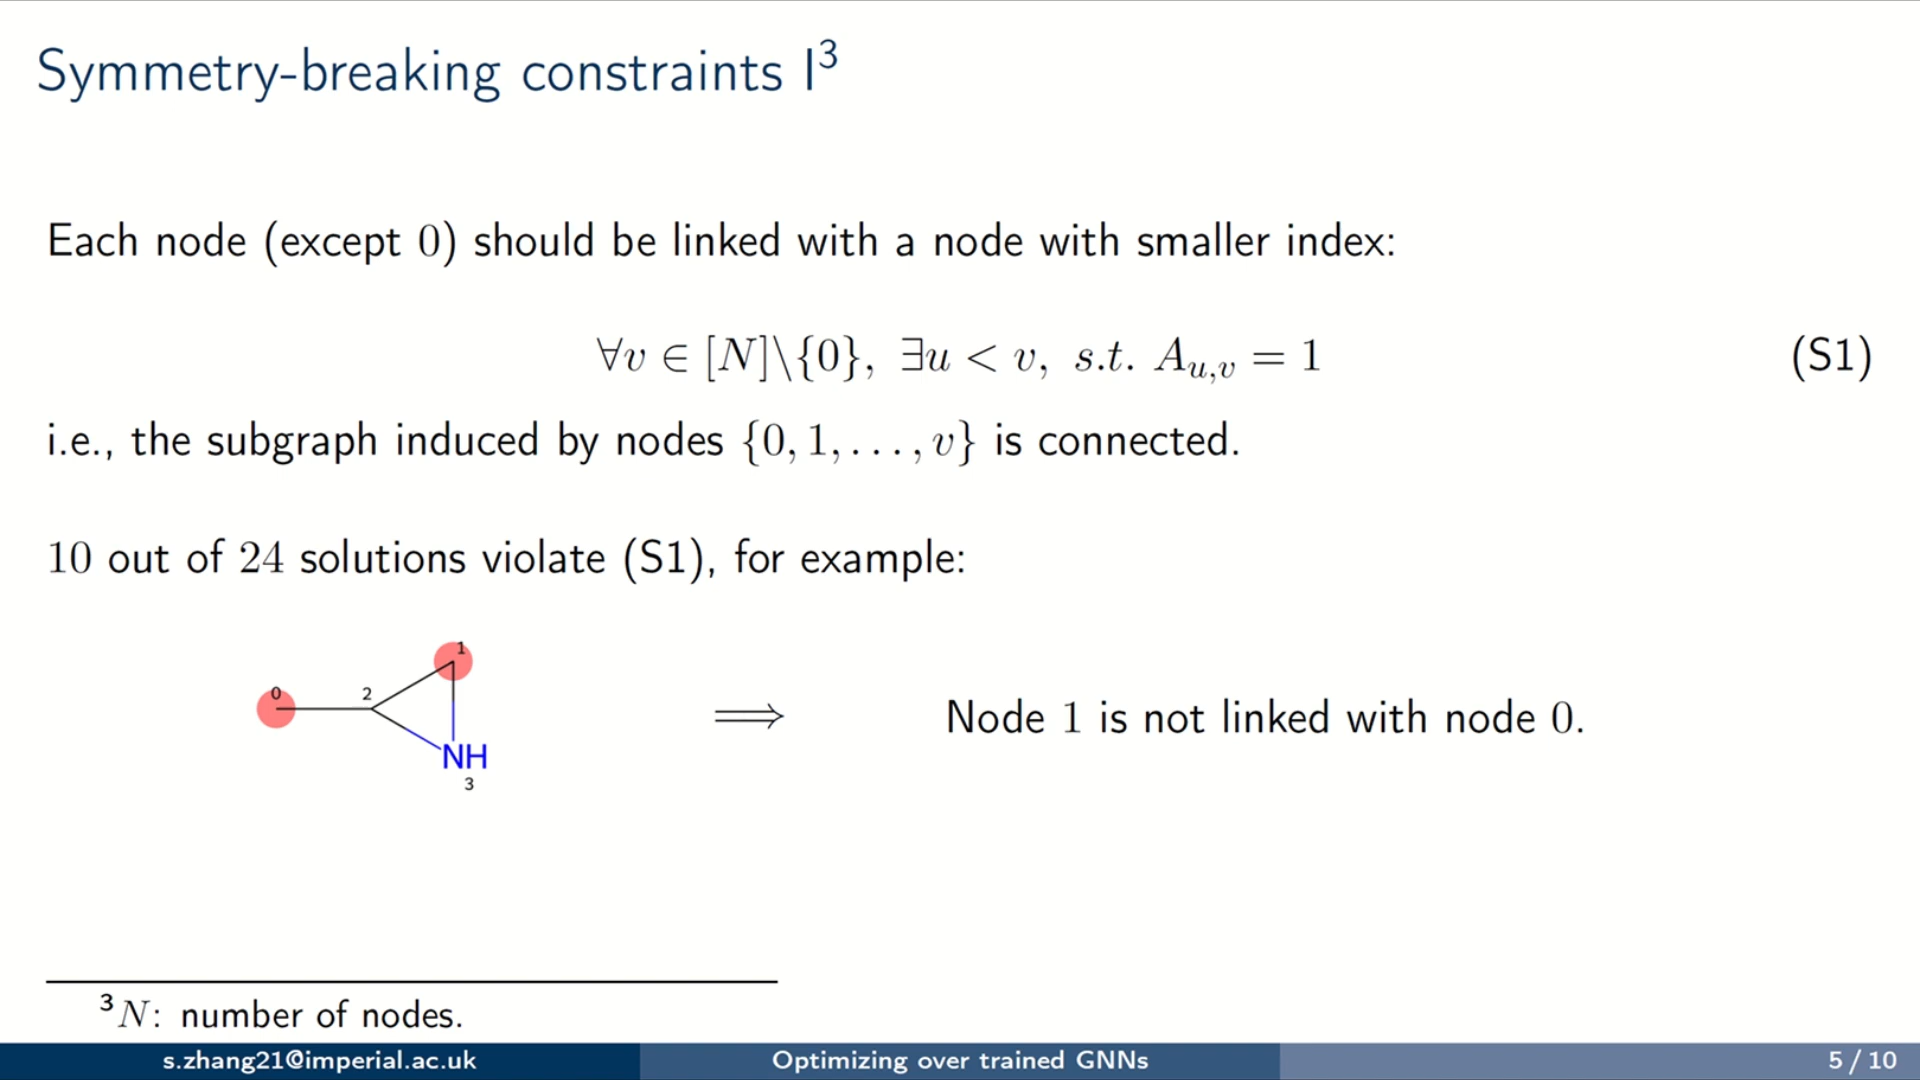 Symmetry-breaking constraints I³
Each node (except 0) should be linked with a node with smaller index:
∀v ∈ [N]\{0}, ∃u < v, s.t. A_{u,v} = 1 (S1)
i.e., the subgraph induced by nodes {0, 1, . . . , v} is connected.
10 out of 24 solutions violate (S1), for example:
1
0 2
NH
3
⟹ Node 1 is not linked with node 0.
³N: number of nodes.
s.zhang21@imperial.ac.uk Optimizing over trained GNNs 5 / 10